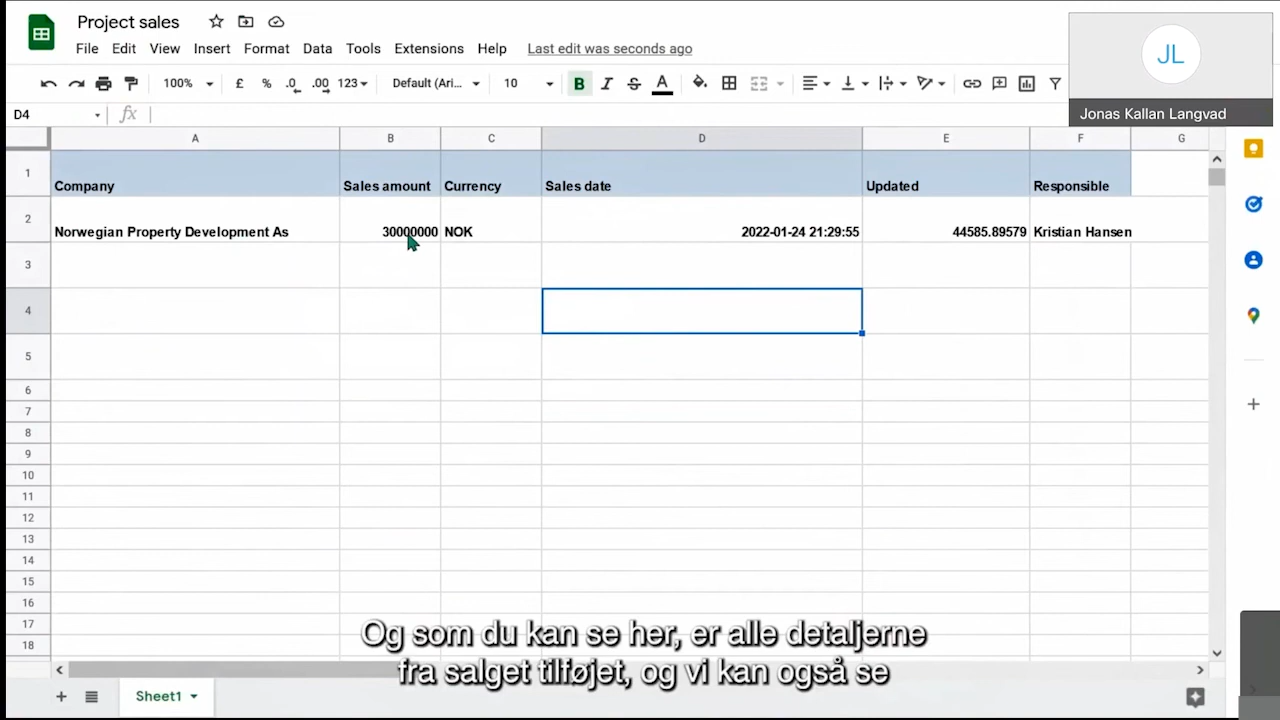 Project sales
File Edit View Insert Format Data Tools Extensions Help Last edit was seconds ago
100% £ % .0 .00 123 Default (Ari... 10 B I S A
JL
Jonas Kallan Langvad
D4 fx
A B C D E F G
1 Company Sales amount Currency Sales date Updated Responsible
2 Norwegian Property Development As 30000000 NOK 2022-01-24 21:29:55 44585.89579 Kristian Hansen
3
4
5
6
7
8
9
10
11
12
13
14
15
16
17
18
Og som du kan se her, er alle detaljerne
fra salget tilføjet, og vi kan også se
Sheet1